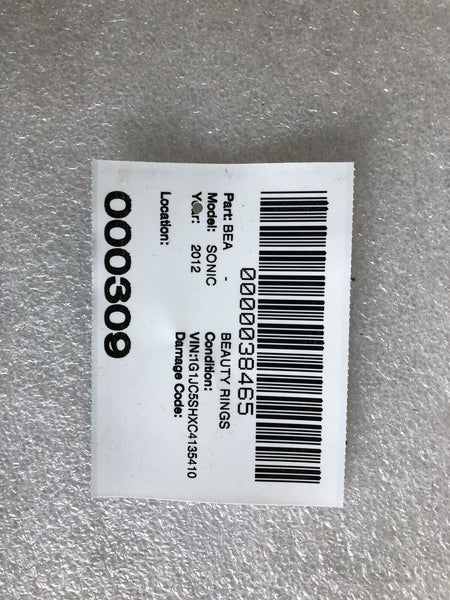 0000038465
Part: BEA - BEAUTY RINGS
Model: SONIC Condition:
Year: 2012 VIN:1G1JC5SHXC4135410
Damage Code:
Location:
000309